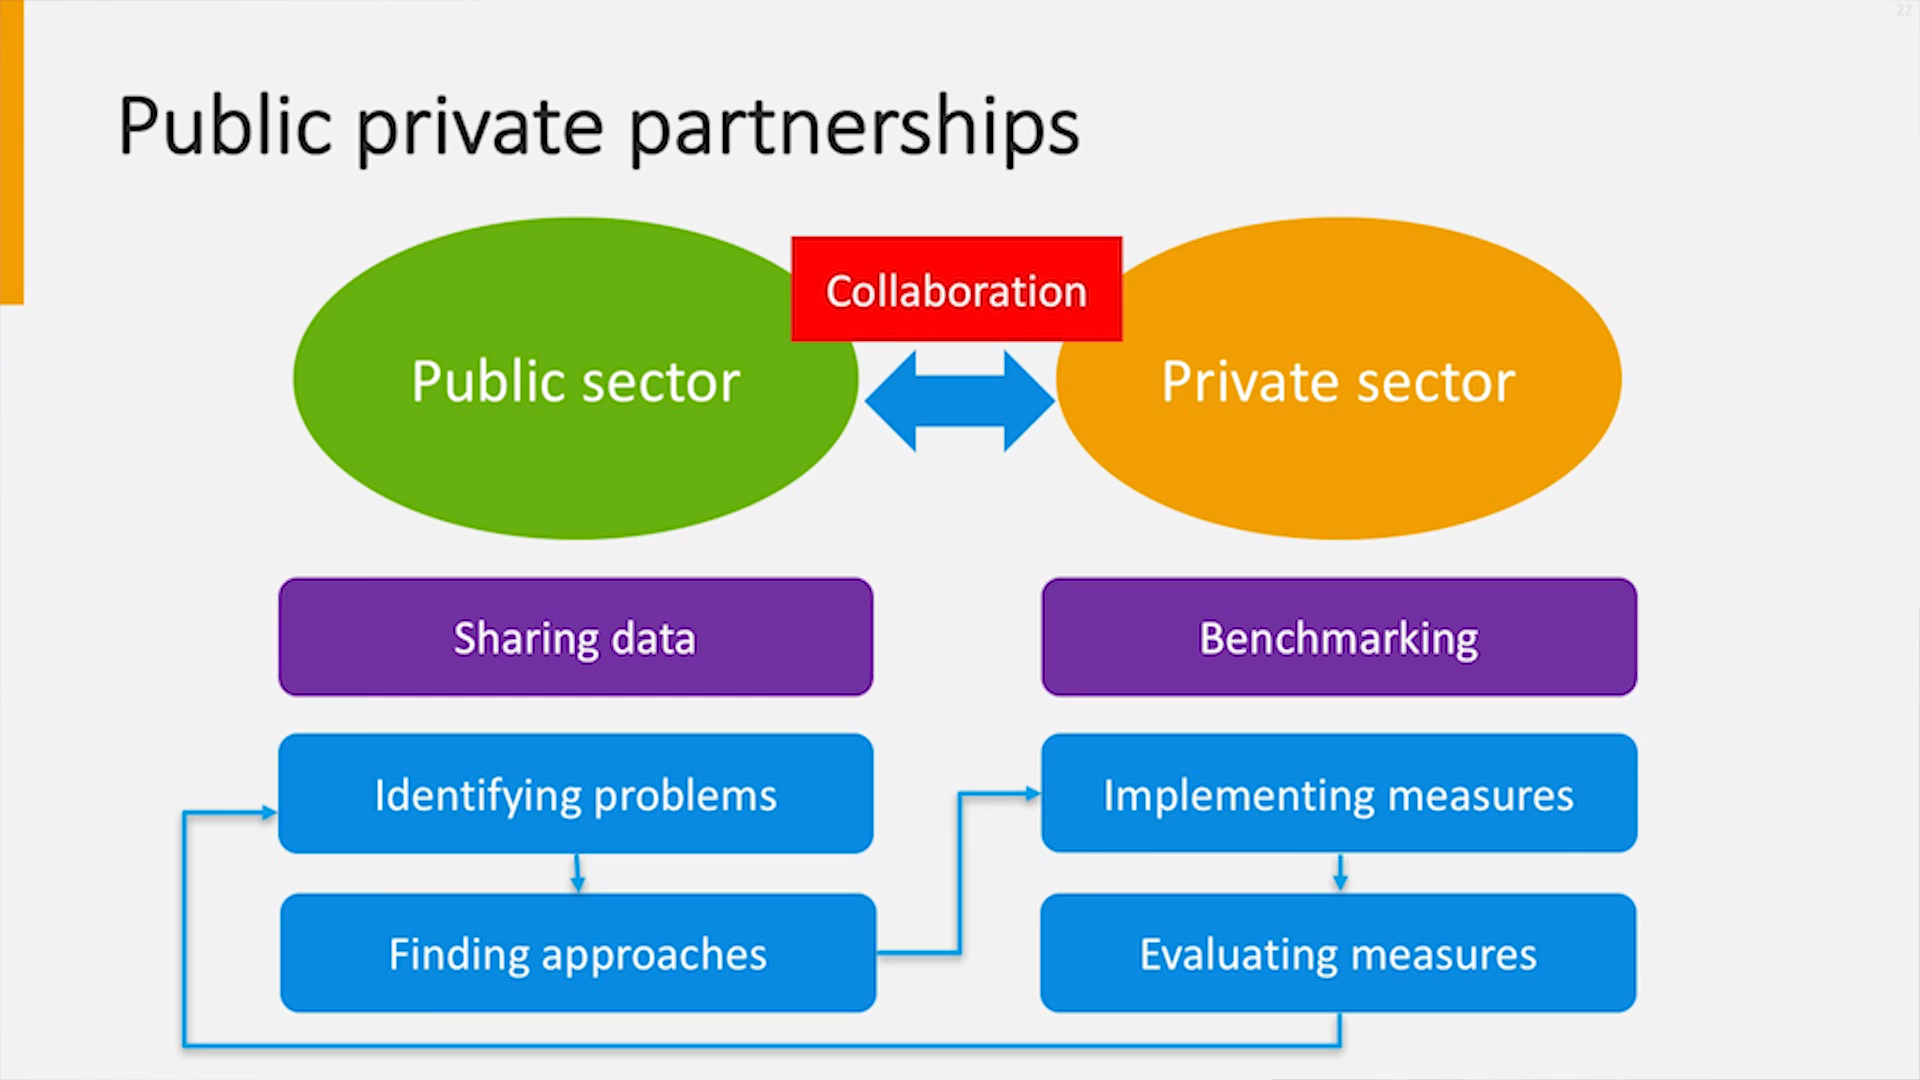 22
Public private partnerships
Collaboration
Public sector
Private sector
Sharing data
Benchmarking
Identifying problems
Implementing measures
Finding approaches
Evaluating measures